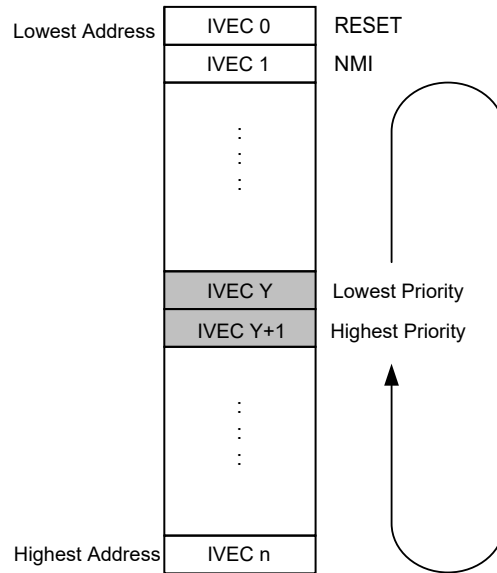 Lowest Address IVEC 0 RESET
IVEC 1 NMI
⋮
IVEC Y Lowest Priority
IVEC Y+1 Highest Priority
⋮
Highest Address IVEC n